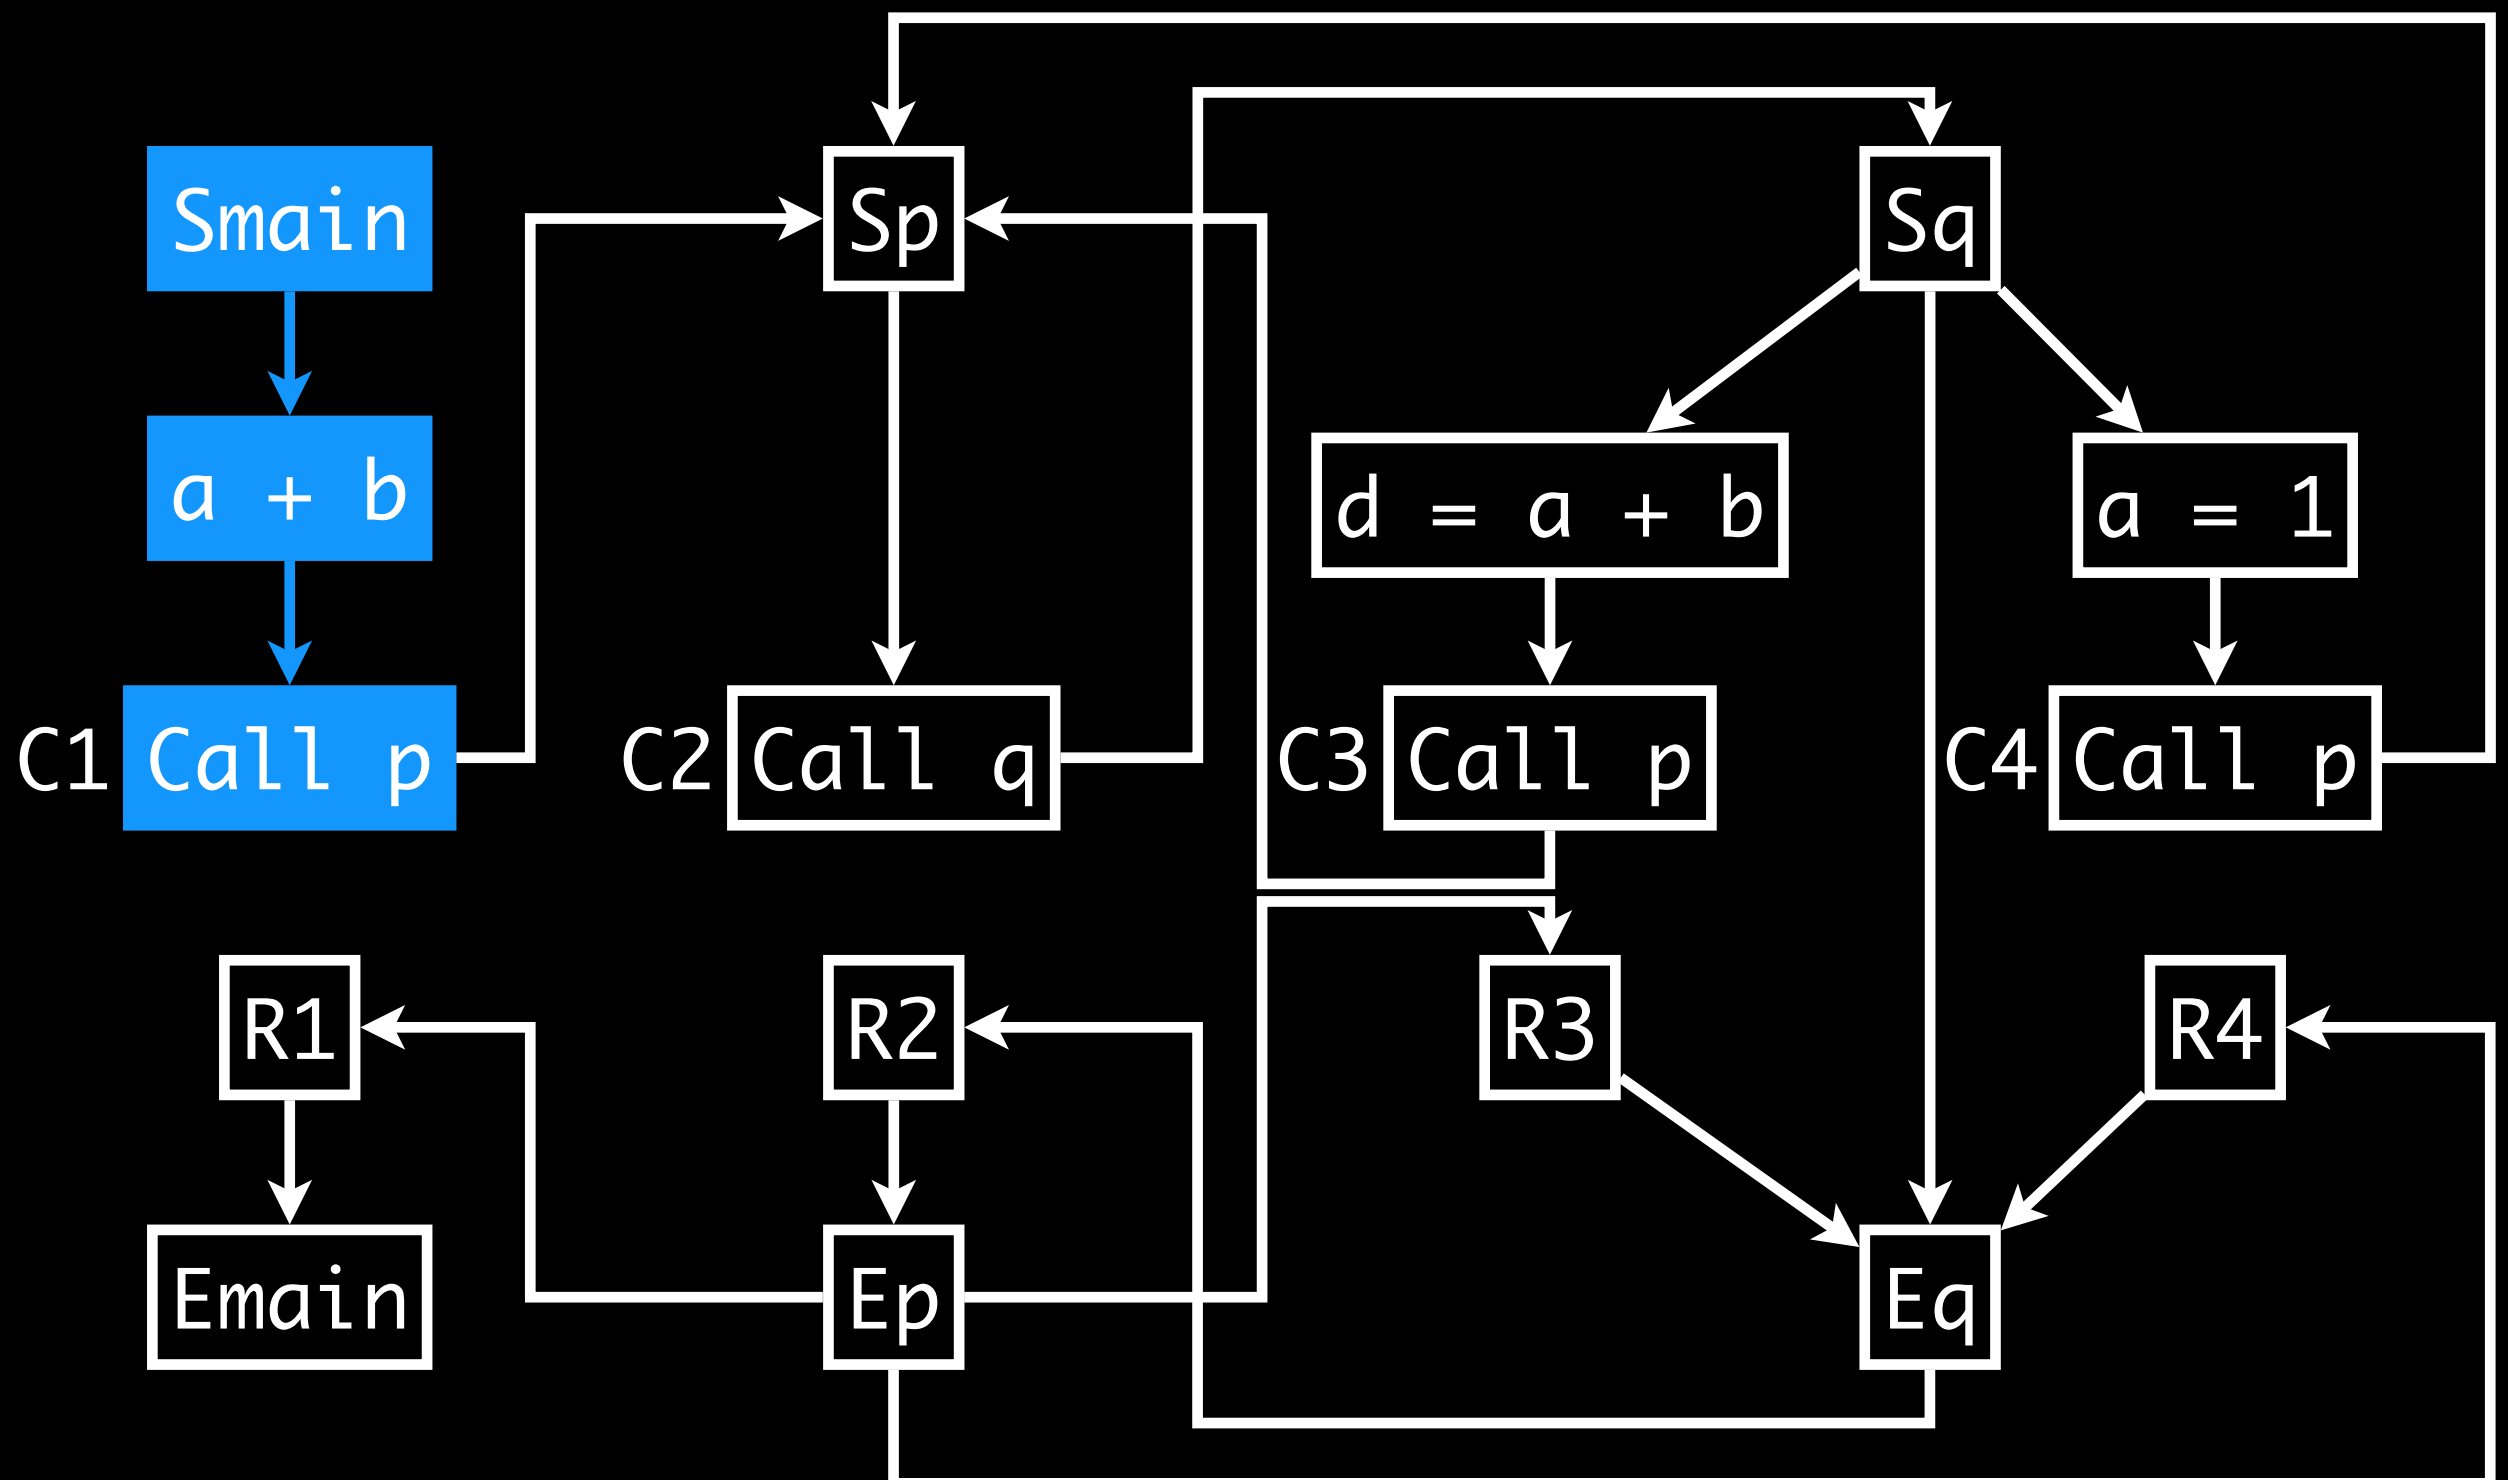 Smain
Sp
Sq
a + b
d = a + b
a = 1
C1 Call p
C2 Call q
C3 Call p
C4 Call p
R1
R2
R3
R4
Emain
Ep
Eq